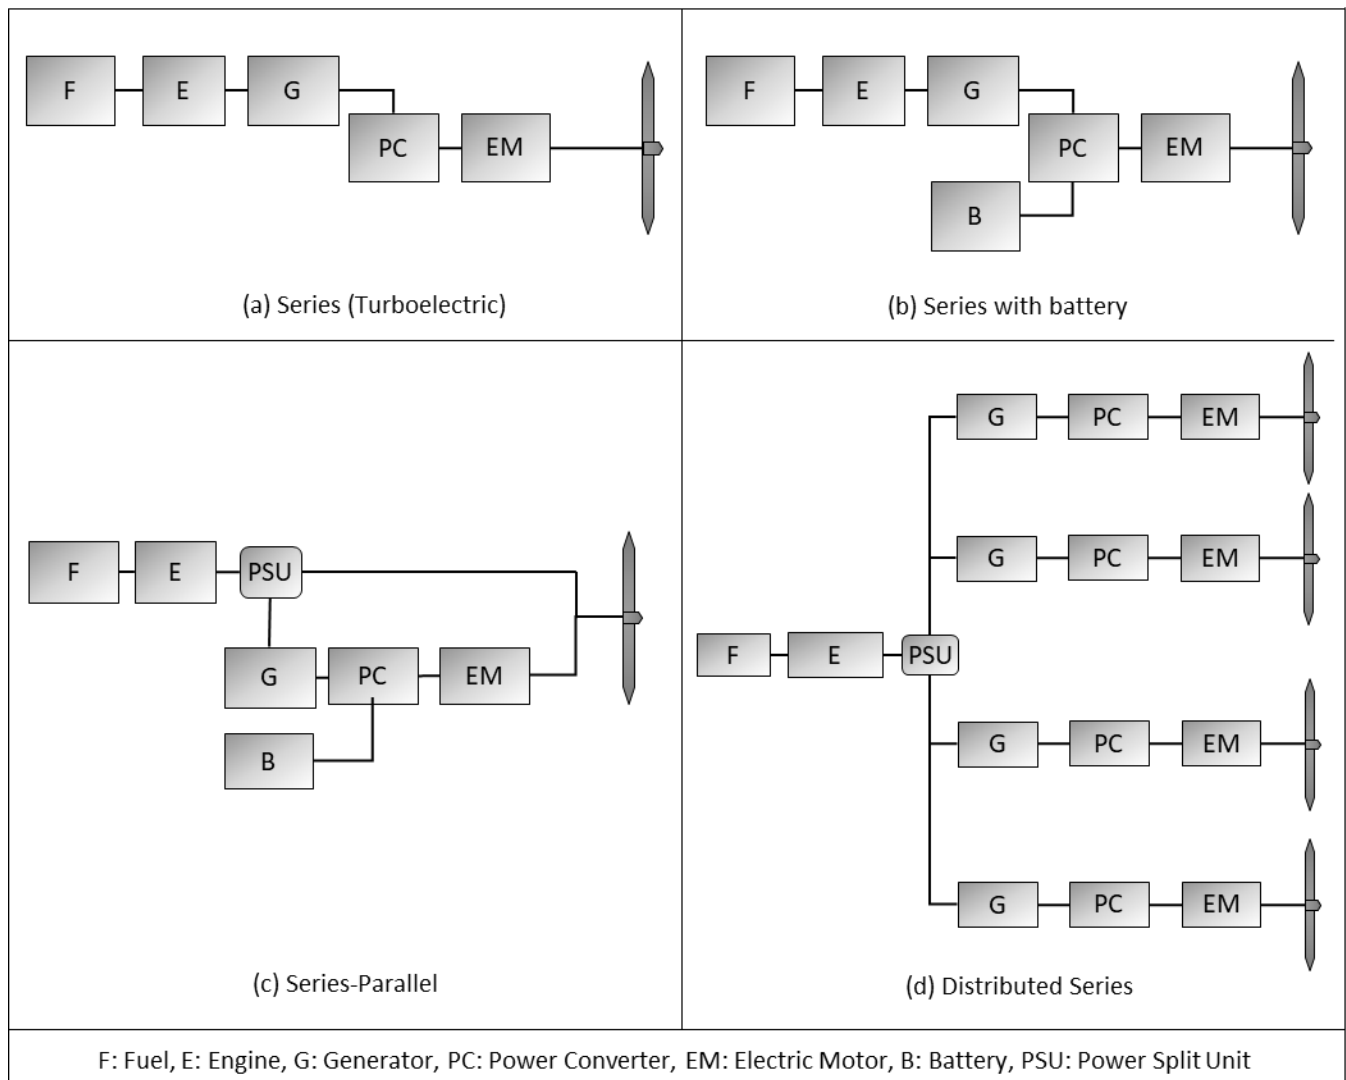 F E G
PC EM
(a) Series (Turboelectric)
F E G
PC EM
B
(b) Series with battery
F E PSU
G PC EM
B
(c) Series-Parallel
G PC EM
G PC EM
F E PSU
G PC EM
G PC EM
(d) Distributed Series
F: Fuel, E: Engine, G: Generator, PC: Power Converter, EM: Electric Motor, B: Battery, PSU: Power Split Unit